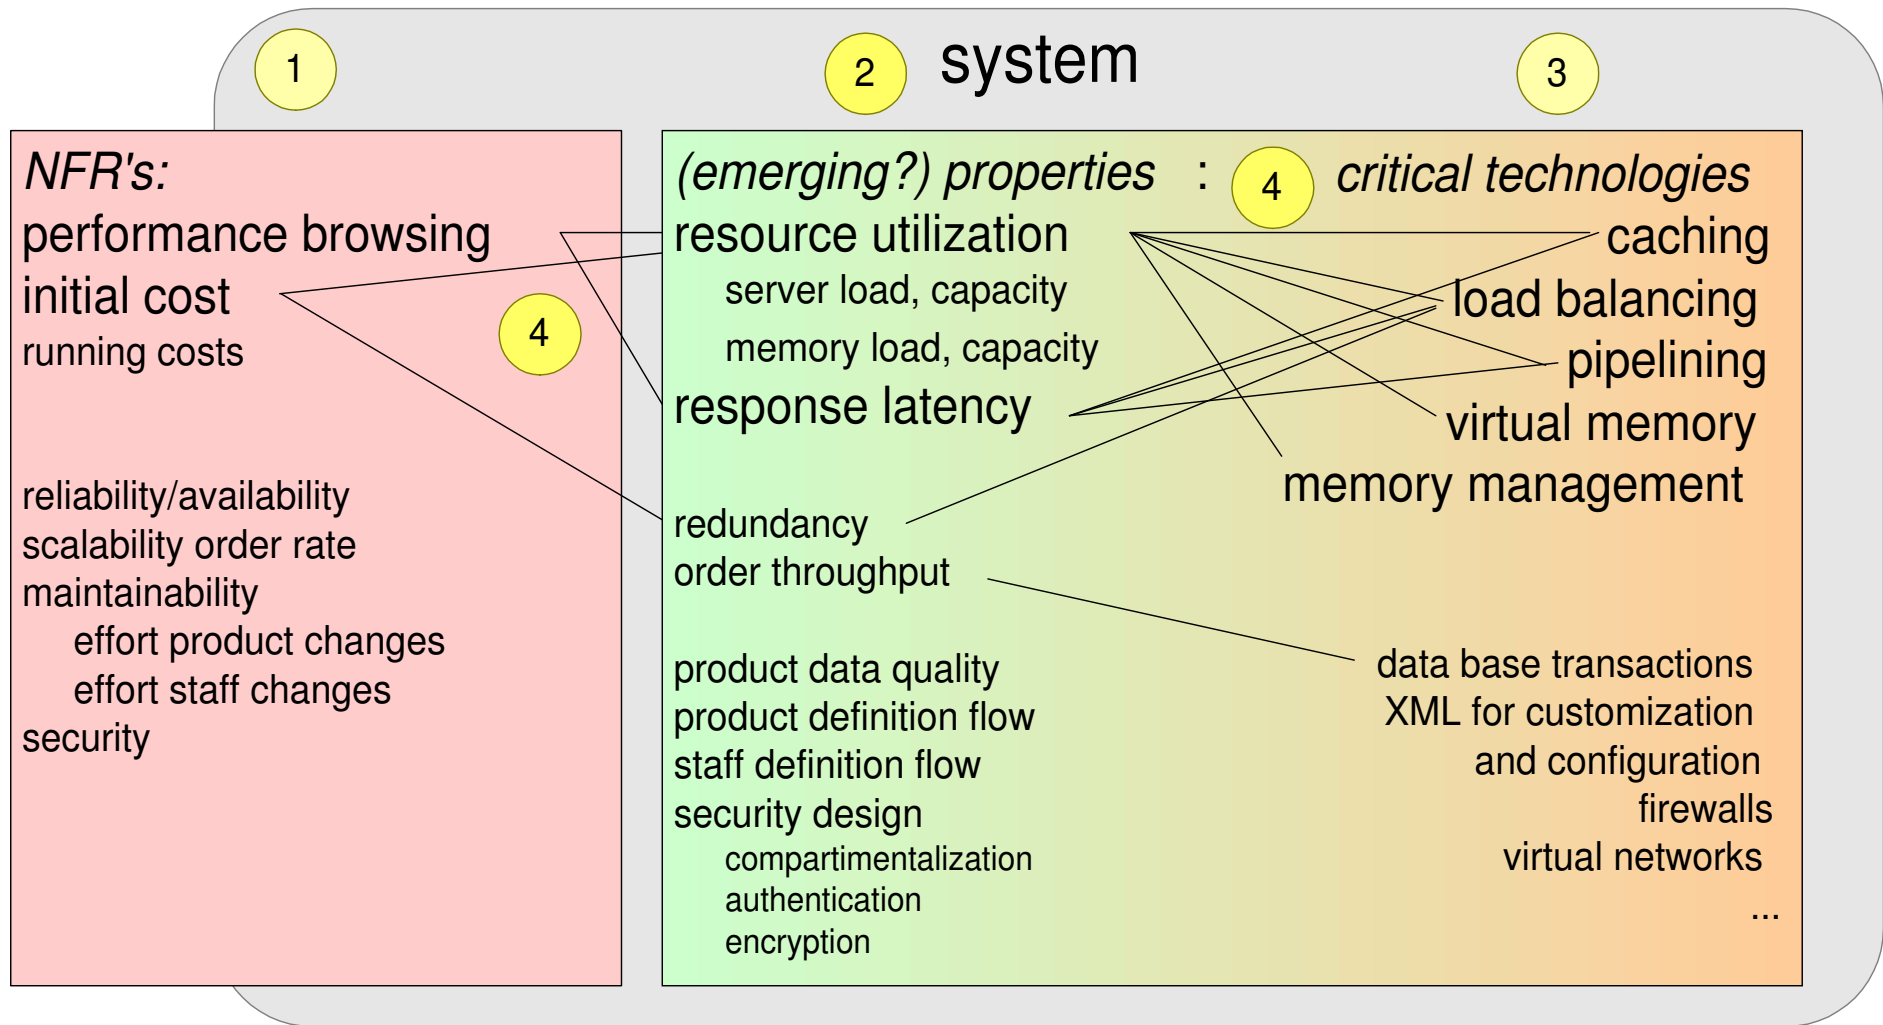 1
2
system
3
NFR's:
performance browsing
initial cost
running costs
4
reliability/availability
scalability order rate
maintainability
effort product changes
effort staff changes
security
(emerging?) properties :
resource utilization
server load, capacity
memory load, capacity
response latency
redundancy
order throughput
product data quality
product definition flow
staff definition flow
security design
compartimentalization
authentication
encryption
4
critical technologies
caching
load balancing
pipelining
virtual memory
memory management
data base transactions
XML for customization
and configuration
firewalls
virtual networks
...